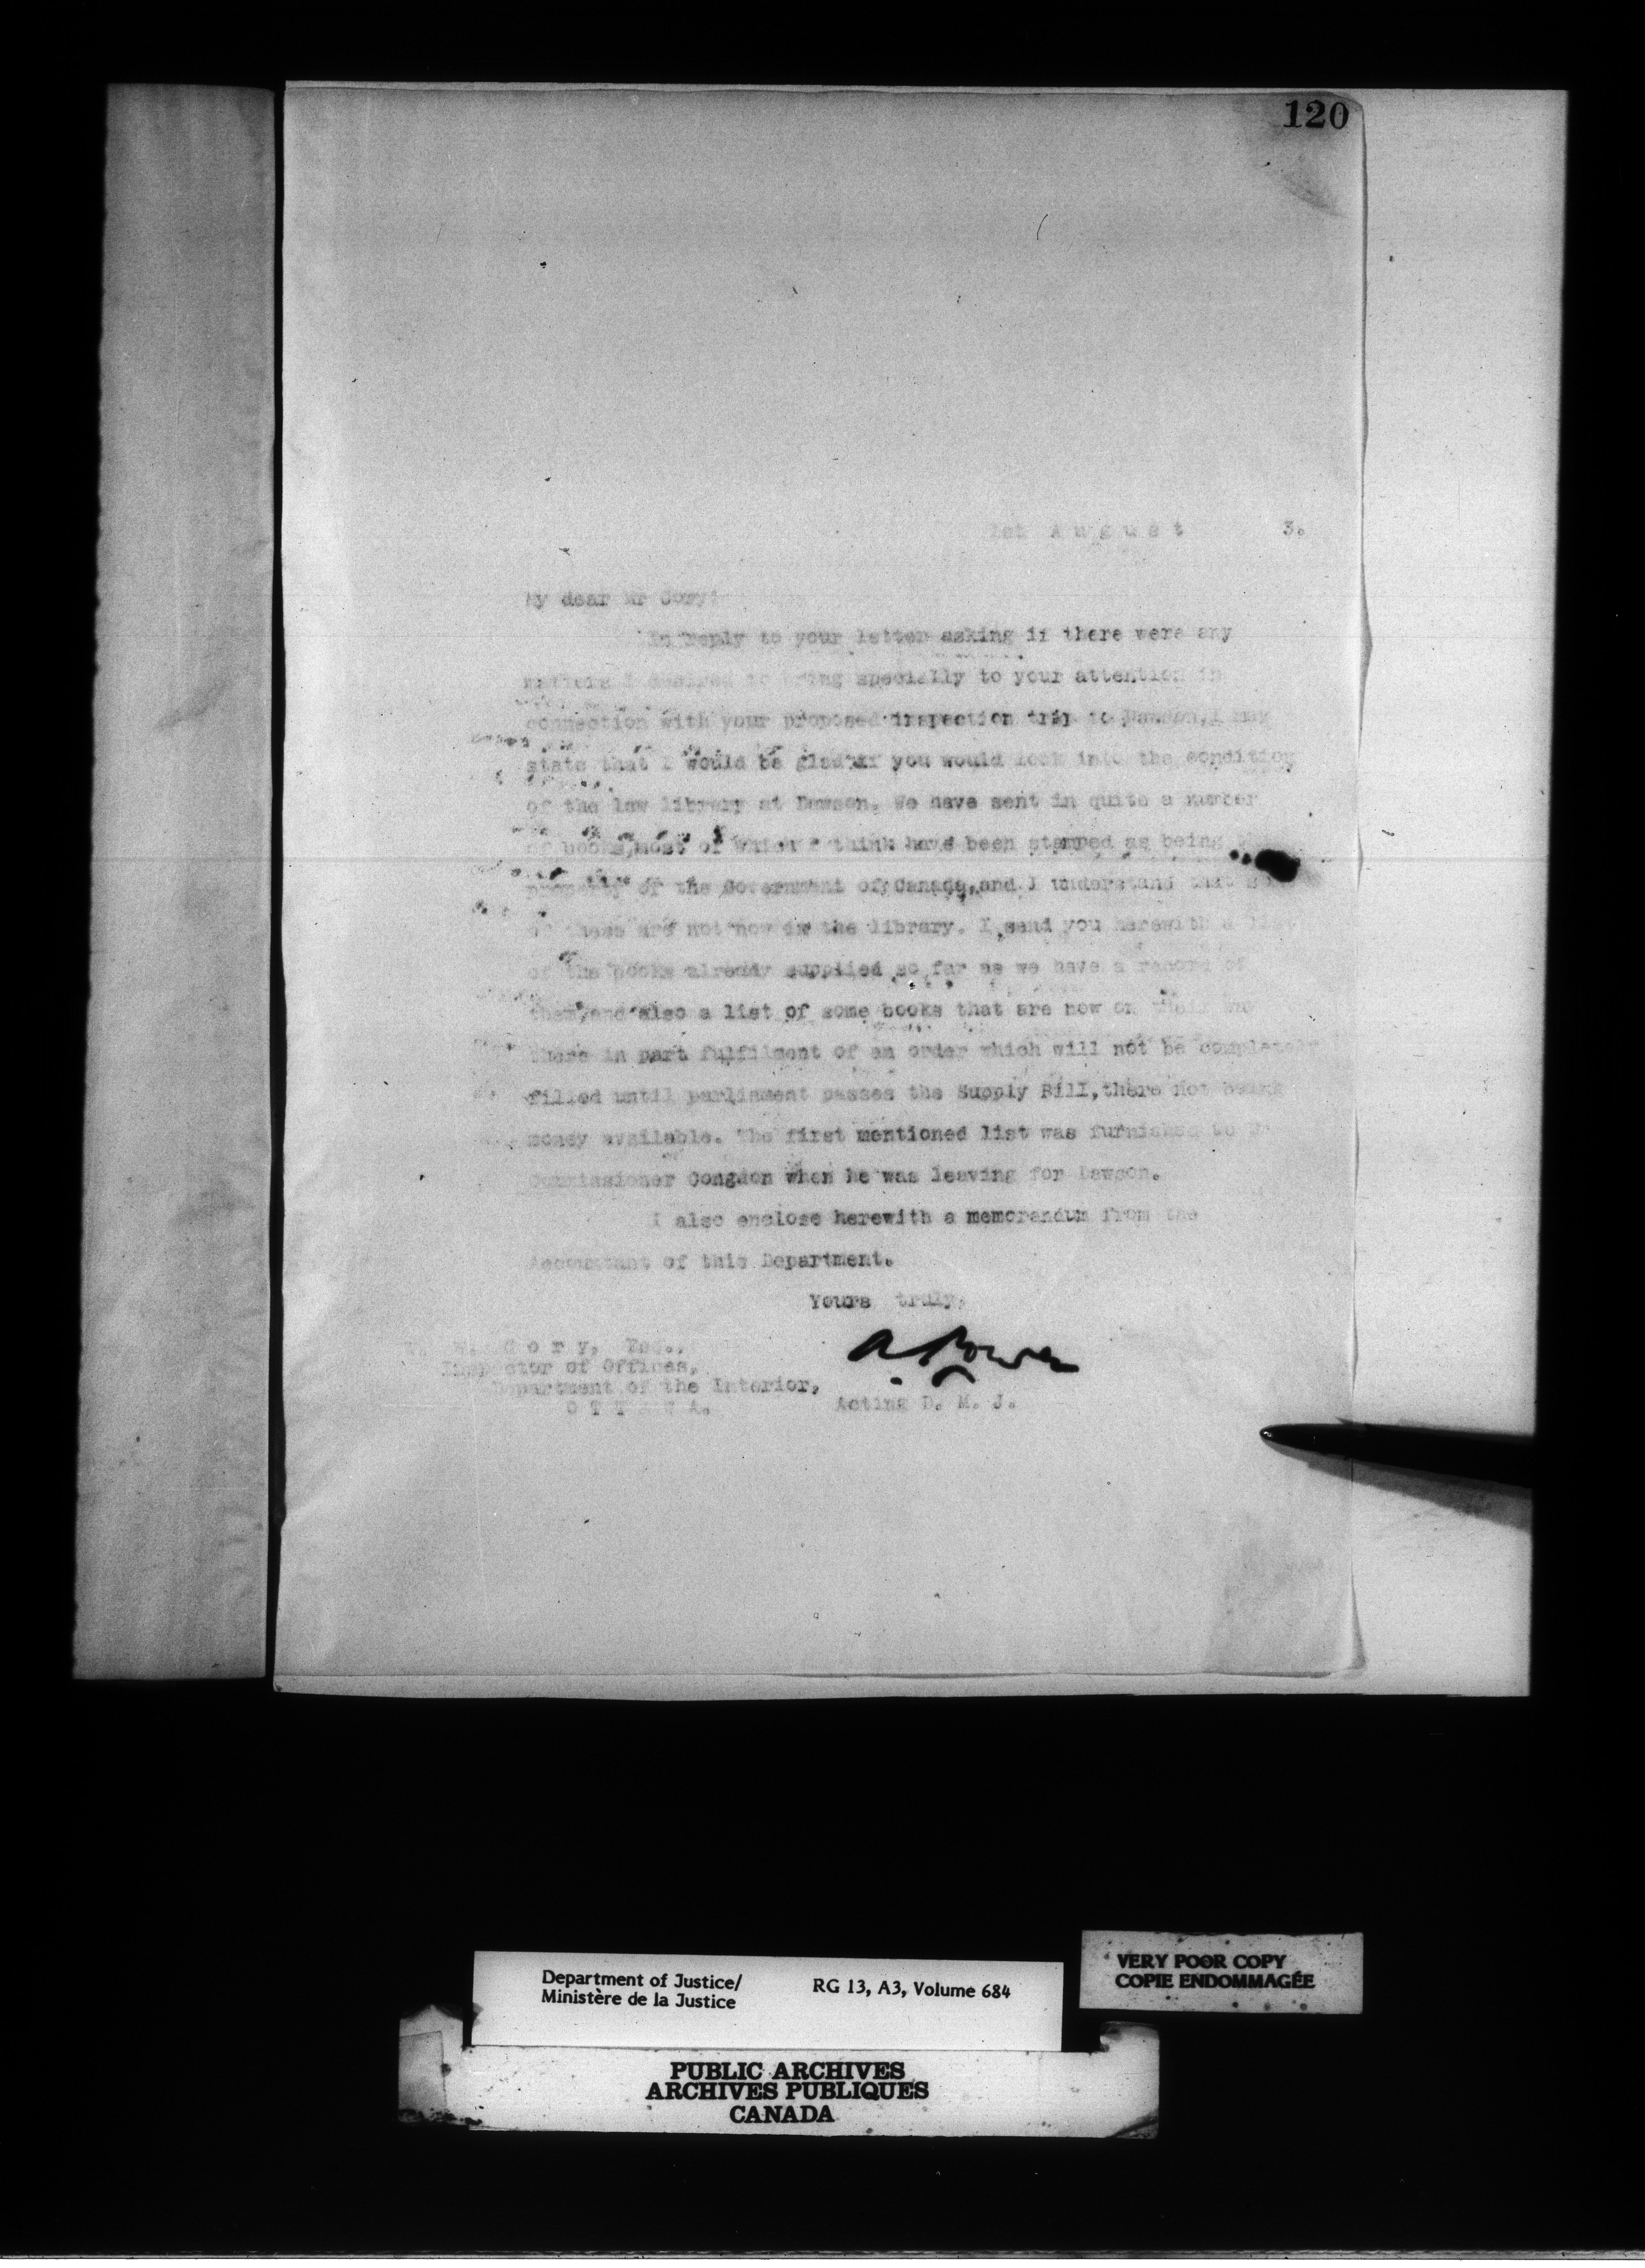 120
1st August 3.
My dear Mr Cory:
In reply to your letter asking if there were any
matters I desired to bring specially to your attention in
connection with your proposed inspection trip to Dawson, I may
state that I would be glad if you would look into the condition
of the law library at Dawson. We have sent in quite a number
of books, most of which I think have been stamped as being
property of the Government of Canada, and I understand that
of these are not now in the library. I send you herewith a list
of the books already supplied so far as we have a record of
them, and also a list of some books that are now on their way
there in part fulfilment of an order which will not be completely
filled until parliament passes the Supply Bill, there not being
money available. The first mentioned list was furnished to
Commissioner Congdon when he was leaving for Dawson.
I also enclose herewith a memorandum from the
Accountant of this Department.
Yours truly,
A Power
W. W. Cory, Esq.,
Inspector of Offices,
Department of the Interior,
OTTAWA.
Acting D. M. J.
VERY POOR COPY
COPIE ENDOMMAGÉE
Department of Justice/
Ministère de la Justice
RG 13, A3, Volume 684
PUBLIC ARCHIVES
ARCHIVES PUBLIQUES
CANADA